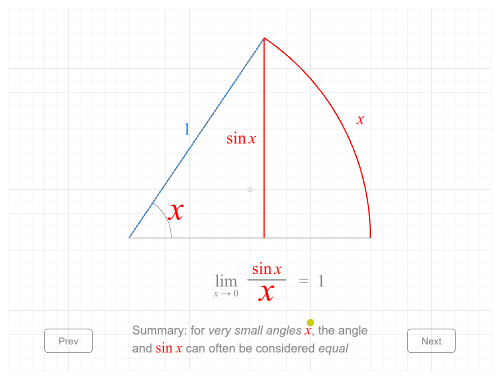 1
sin x
x
x
lim x → 0 sin x / x = 1
Summary: for very small angles x, the angle
and sin x can often be considered equal
Prev
Next